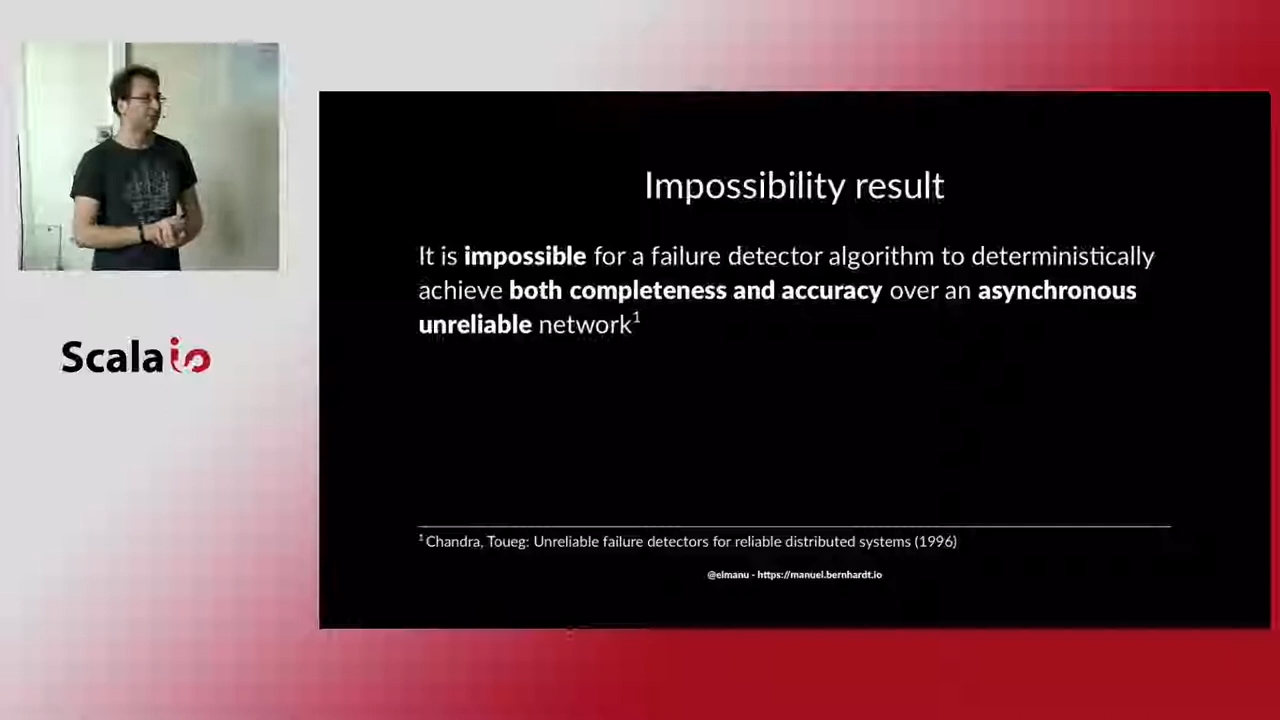 Impossibility result
It is impossible for a failure detector algorithm to deterministically
achieve both completeness and accuracy over an asynchronous
unreliable network1
1 Chandra, Toueg: Unreliable failure detectors for reliable distributed systems (1996)
@elmanu - https://manuel.bernhardt.io
Scala io